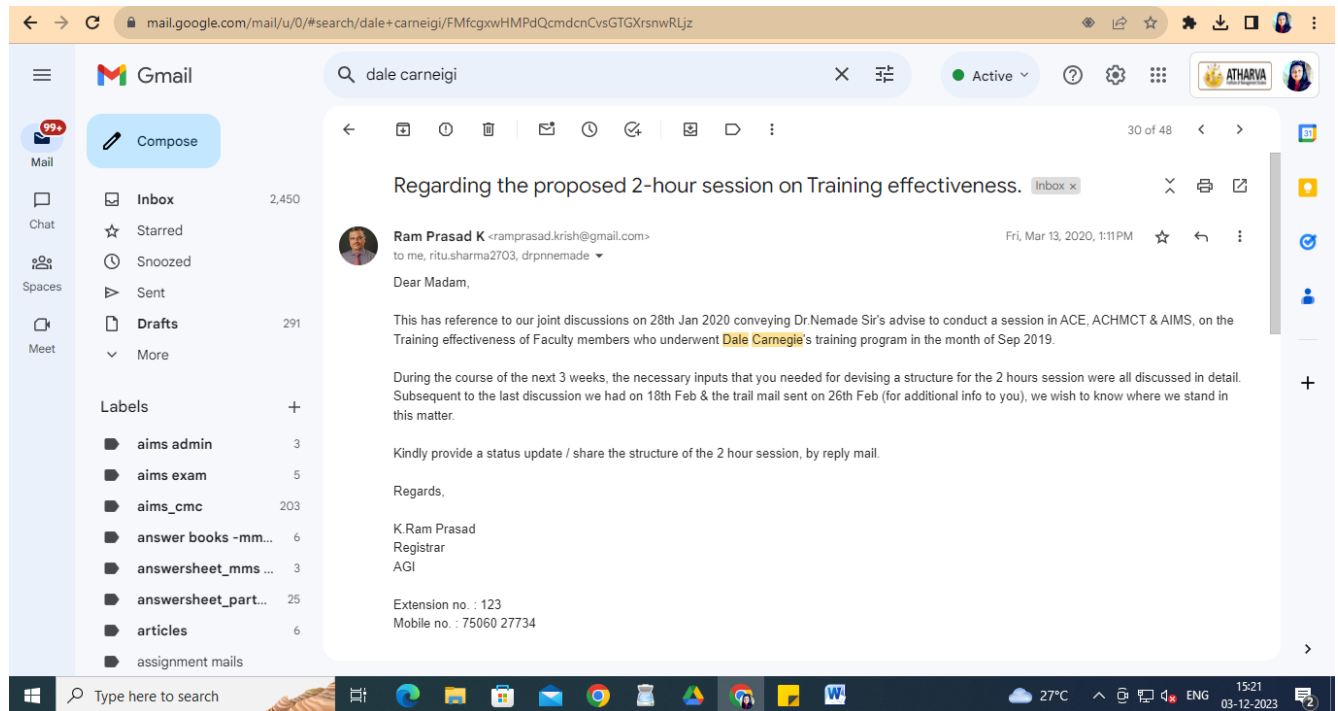 mail.google.com/mail/u/0/#search/dale+carneigi/FMfcgxwHMPdQcmdcnCvsGTGXrsnwRLjz
Gmail
dale carneigi
Active
ATHARVA
99+
Mail
Chat
Spaces
Meet
Compose
Inbox 2,450
Starred
Snoozed
Sent
Drafts 291
More
Labels
aims admin 3
aims exam 5
aims_cmc 203
answer books -mm... 6
answersheet_mms ... 3
answersheet_part... 25
articles 6
assignment mails
30 of 48
31
Regarding the proposed 2-hour session on Training effectiveness. Inbox x
Ram Prasad K <ramprasad.krish@gmail.com> Fri, Mar 13, 2020, 1:11 PM
to me, ritu.sharma2703, drpnnemade
Dear Madam,
This has reference to our joint discussions on 28th Jan 2020 conveying Dr.Nemade Sir's advise to conduct a session in ACE, ACHMCT & AIMS, on the
Training effectiveness of Faculty members who underwent Dale Carnegie's training program in the month of Sep 2019.
During the course of the next 3 weeks, the necessary inputs that you needed for devising a structure for the 2 hours session were all discussed in detail.
Subsequent to the last discussion we had on 18th Feb & the trail mail sent on 26th Feb (for additional info to you), we wish to know where we stand in
this matter.
Kindly provide a status update / share the structure of the 2 hour session, by reply mail.
Regards,
K.Ram Prasad
Registrar
AGI
Extension no. : 123
Mobile no. : 75060 27734
Type here to search
27°C
ENG
15:21
03-12-2023
2